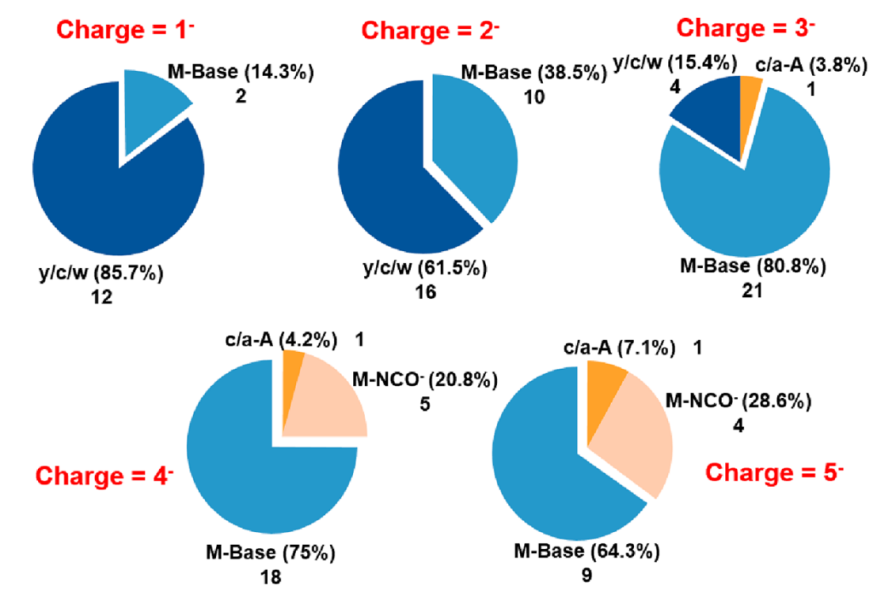 Charge = 1-
M-Base (14.3%)
2
y/c/w (85.7%)
12
Charge = 2-
M-Base (38.5%)
10
y/c/w (61.5%)
16
Charge = 3-
y/c/w (15.4%)
4
c/a-A (3.8%)
1
M-Base (80.8%)
21
c/a-A (4.2%) 1
M-NCO- (20.8%)
5
Charge = 4-
M-Base (75%)
18
c/a-A (7.1%) 1
M-NCO- (28.6%)
4
Charge = 5-
M-Base (64.3%)
9